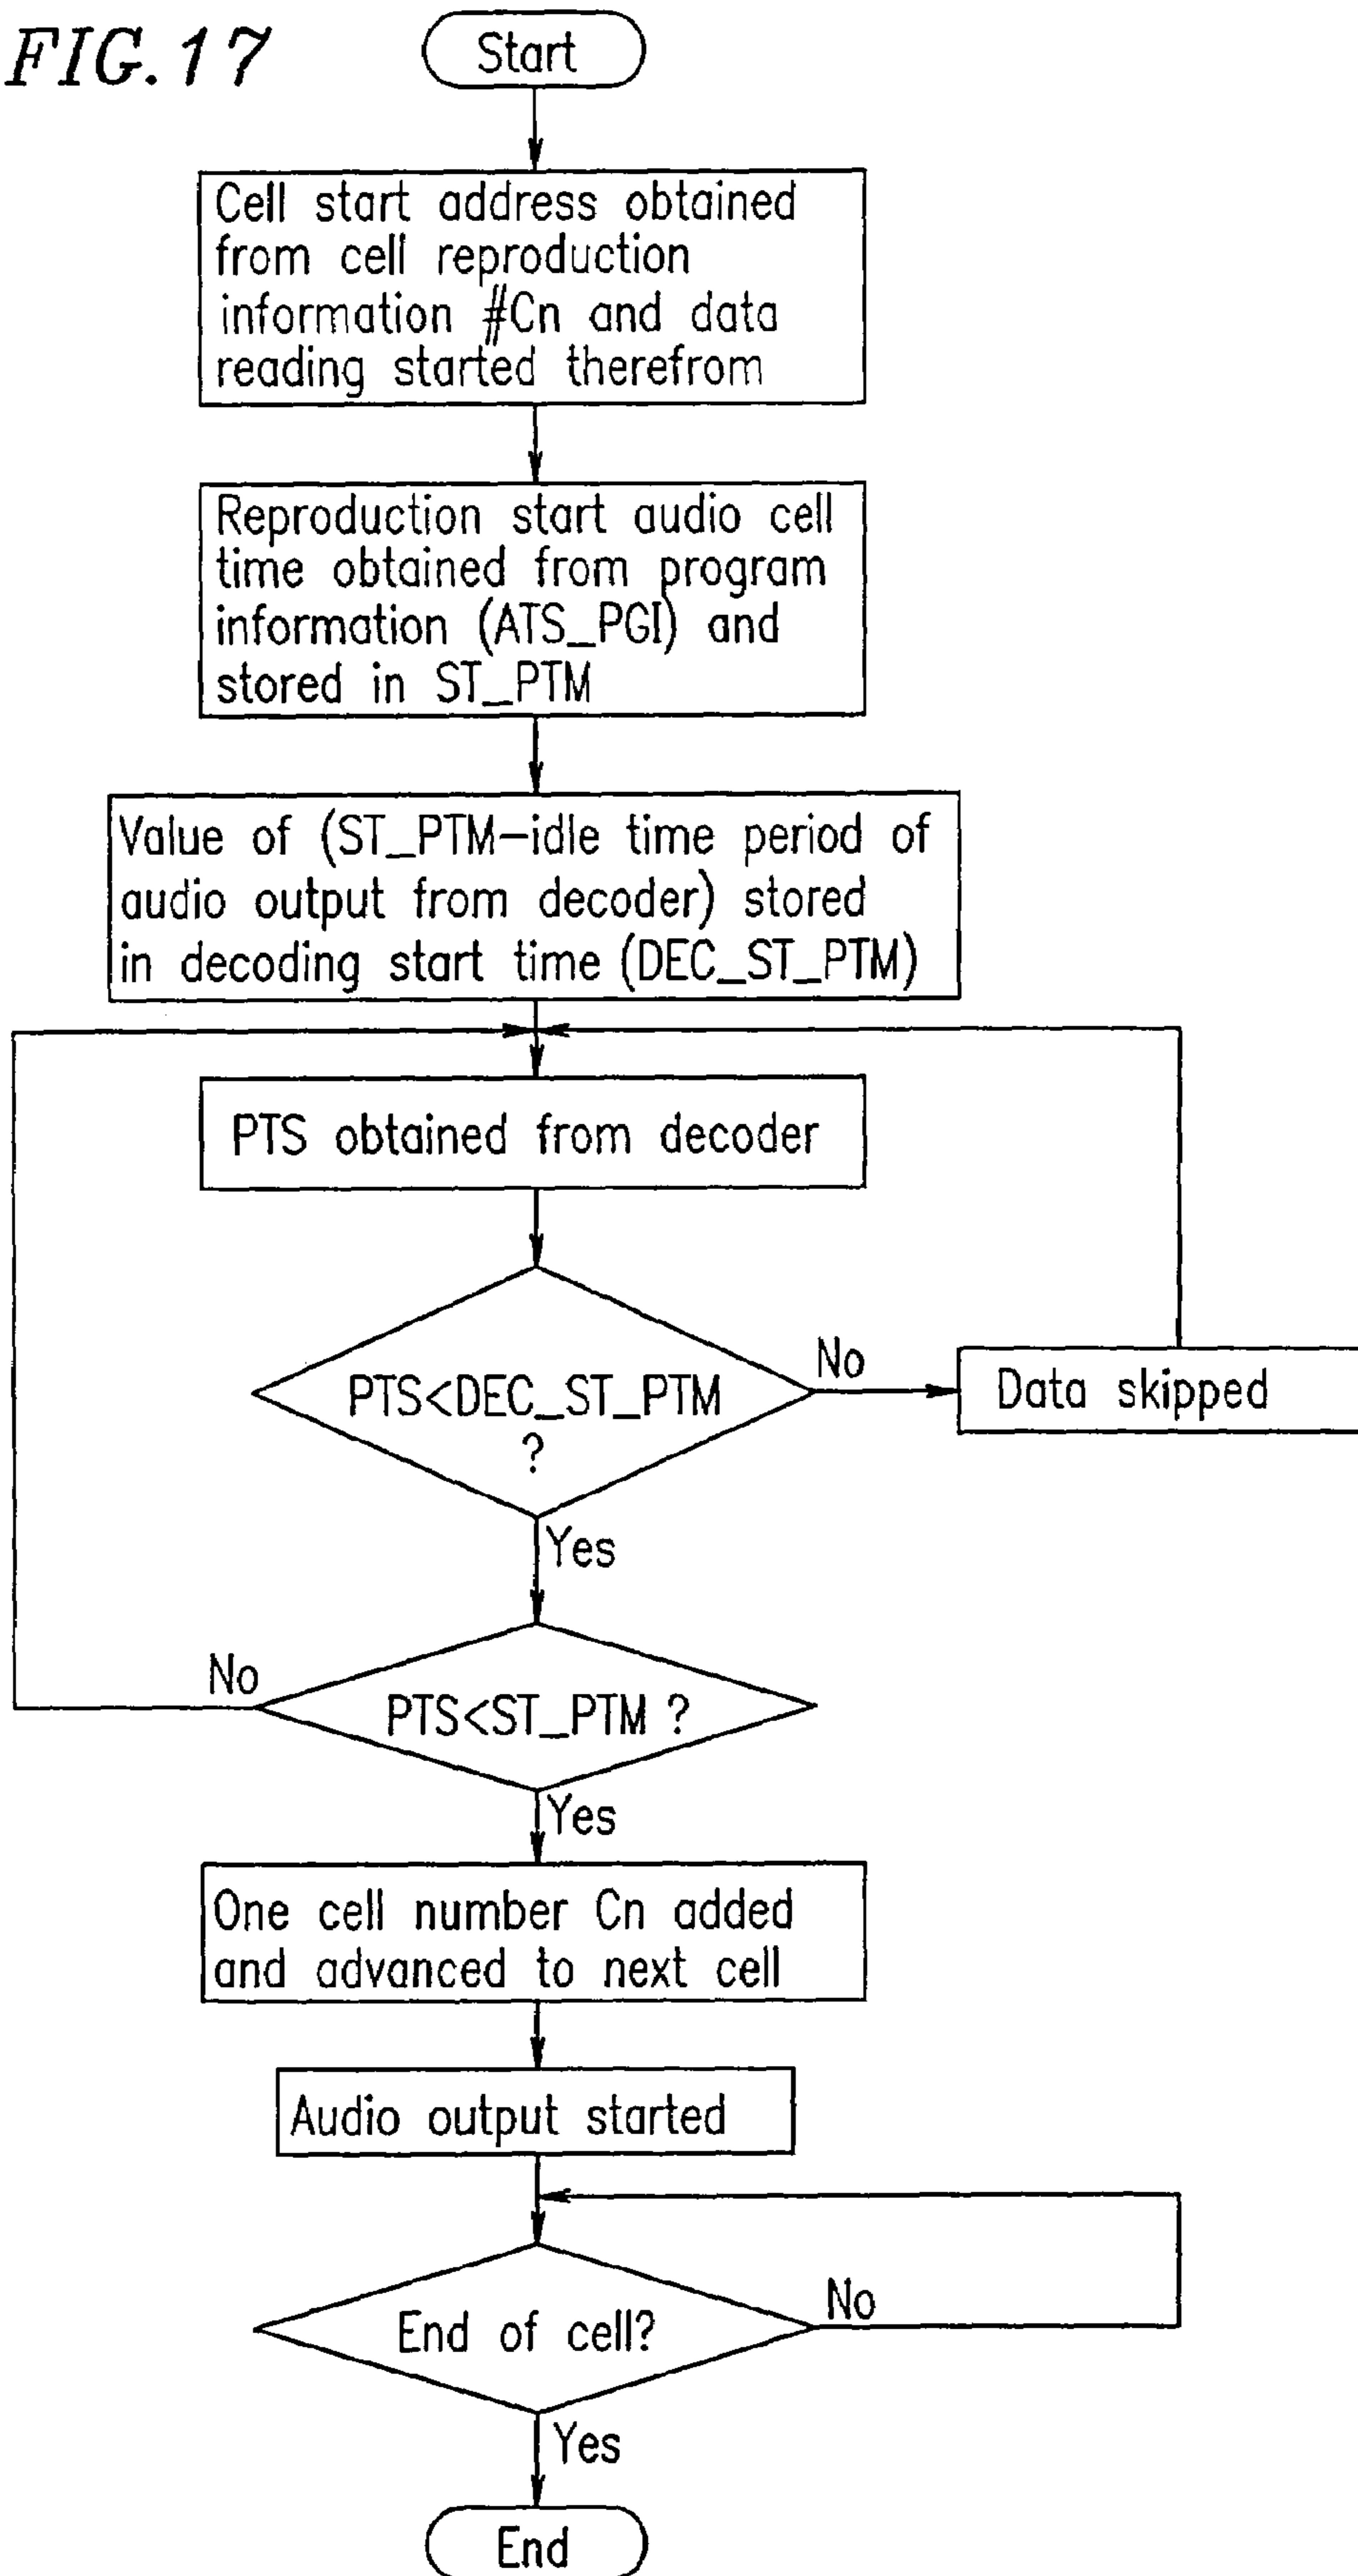 FIG.17
Start
Cell start address obtained
from cell reproduction
information #Cn and data
reading started therefrom
Reproduction start audio cell
time obtained from program
information (ATS_PGI) and
stored in ST_PTM
Value of (ST_PTM-idle time period of
audio output from decoder) stored
in decoding start time (DEC_ST_PTM)
PTS obtained from decoder
PTS<DEC_ST_PTM
?
No
Data skipped
Yes
No
PTS<ST_PTM ?
Yes
One cell number Cn added
and advanced to next cell
Audio output started
End of cell?
No
Yes
End